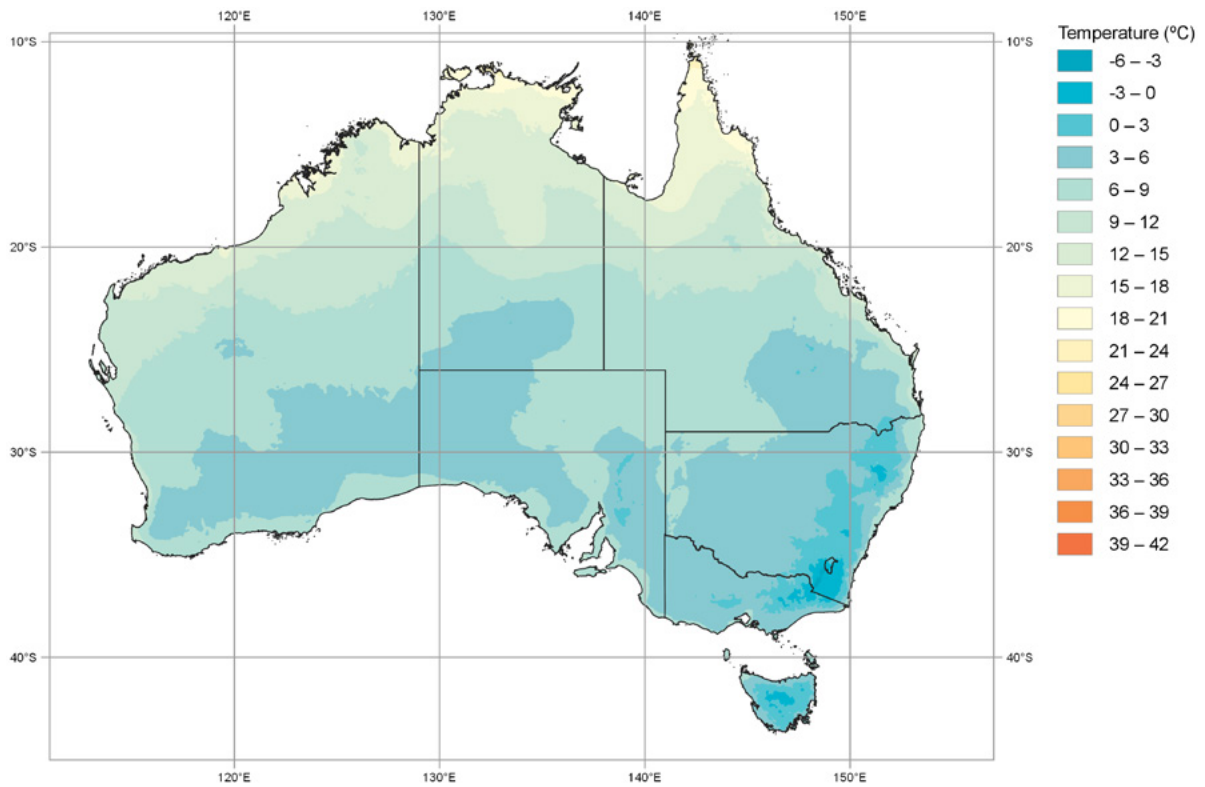 120°E 130°E 140°E 150°E
10°S 10°S
20°S 20°S
30°S 30°S
40°S 40°S
120°E 130°E 140°E 150°E
Temperature (ºC)
-6 – -3
-3 – 0
0 – 3
3 – 6
6 – 9
9 – 12
12 – 15
15 – 18
18 – 21
21 – 24
24 – 27
27 – 30
30 – 33
33 – 36
36 – 39
39 – 42